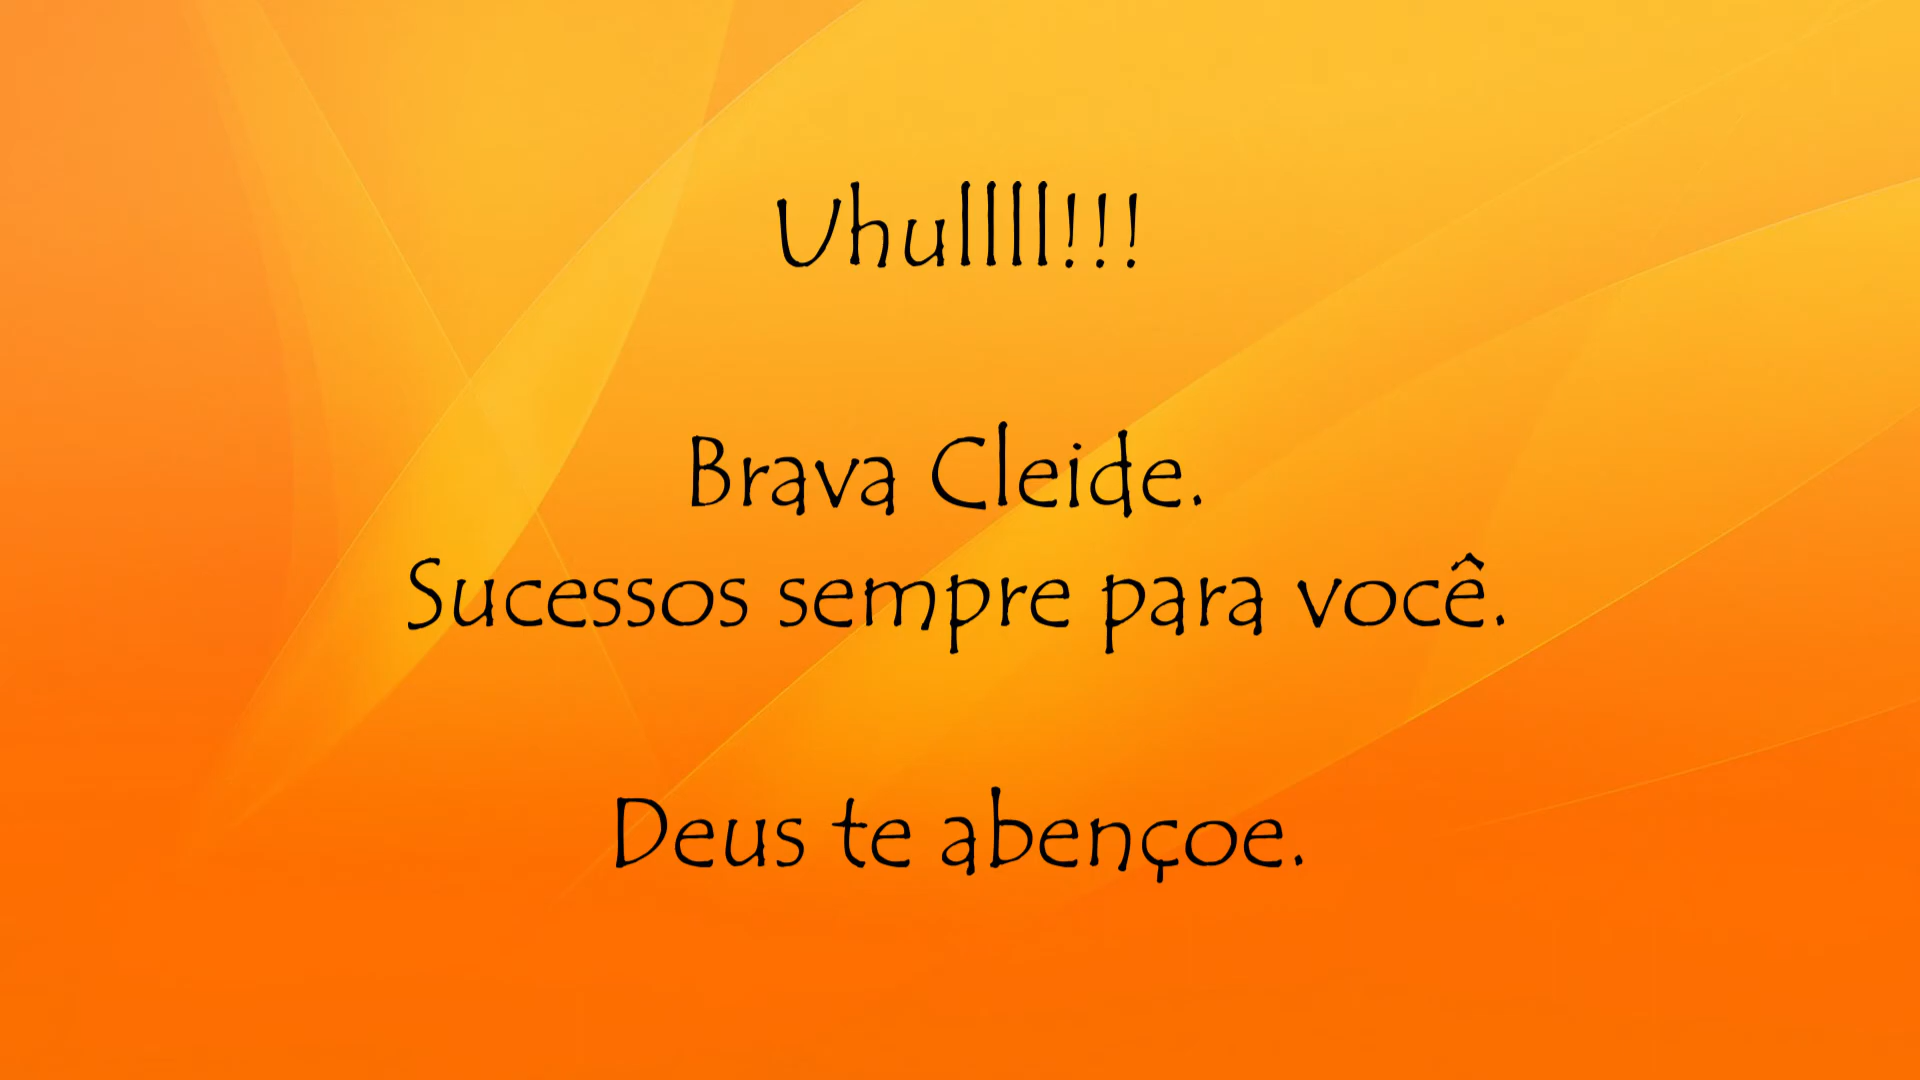 Uhullll!!!
Brava Cleide.
Sucessos sempre para você.
Deus te abençoe.